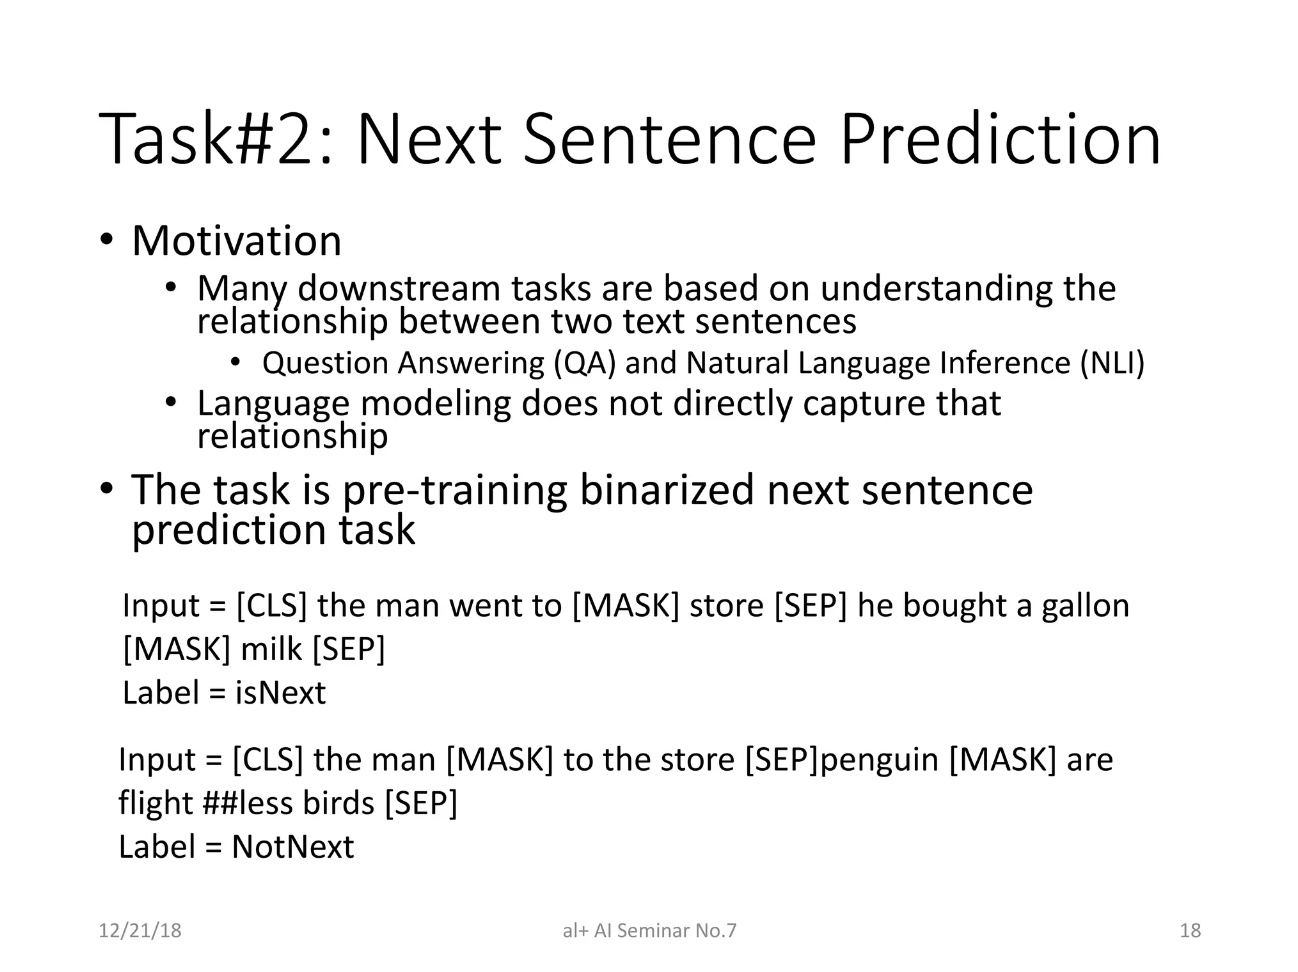 Task#2: Next Sentence Prediction
• Motivation
• Many downstream tasks are based on understanding the
relationship between two text sentences
• Question Answering (QA) and Natural Language Inference (NLI)
• Language modeling does not directly capture that
relationship
• The task is pre-training binarized next sentence
prediction task
Input = [CLS] the man went to [MASK] store [SEP] he bought a gallon
[MASK] milk [SEP]
Label = isNext
Input = [CLS] the man [MASK] to the store [SEP]penguin [MASK] are
flight ##less birds [SEP]
Label = NotNext
12/21/18
al+ AI Seminar No.7
18